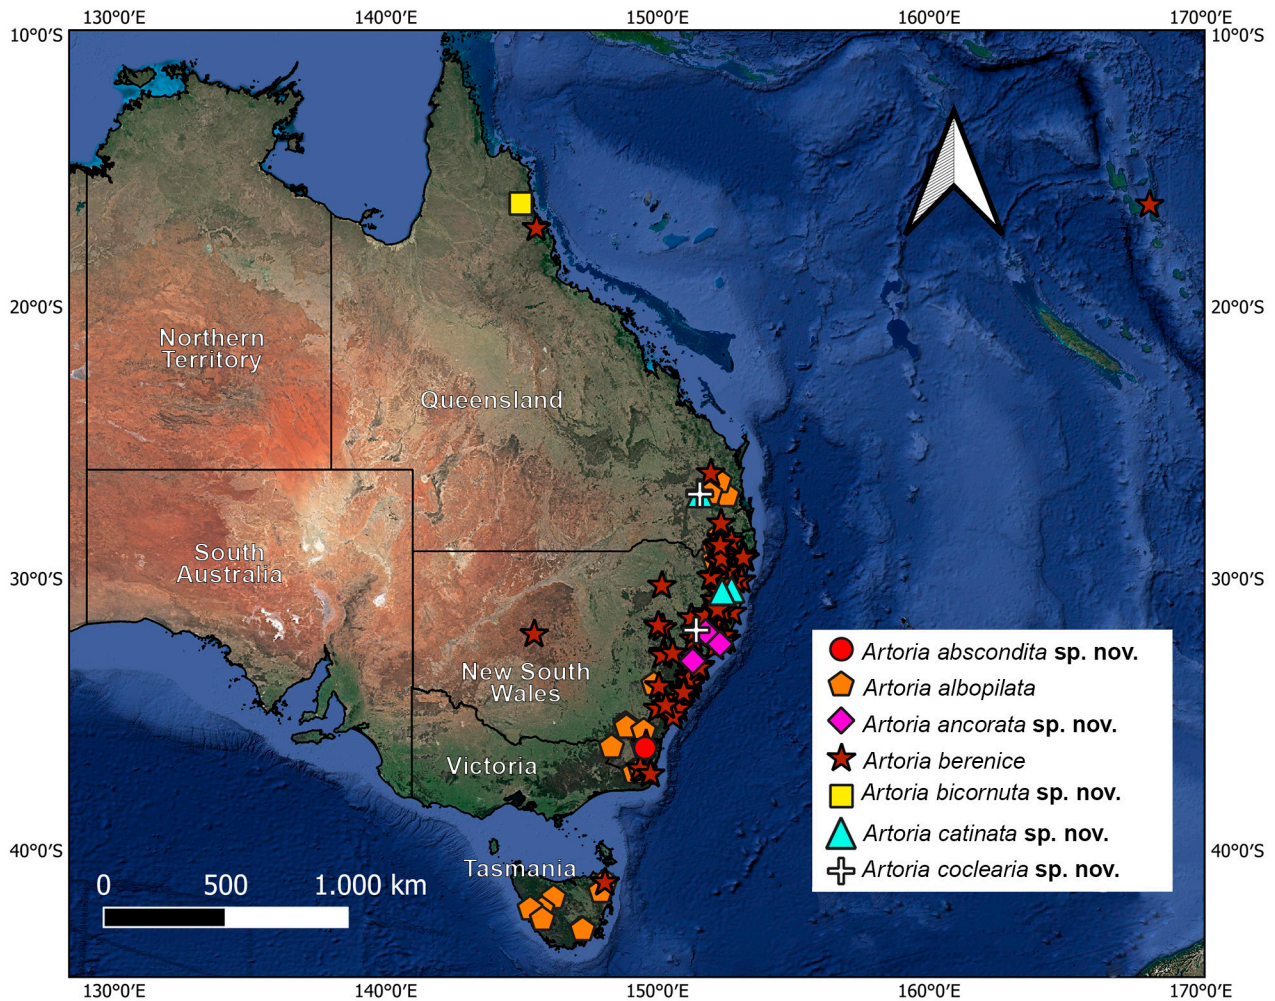 130°0'E 140°0'E 150°0'E 160°0'E 170°0'E
10°0'S 10°0'S
20°0'S 20°0'S
Northern
Territory
Queensland
South
Australia
30°0'S 30°0'S
New South
Wales
Victoria
Artoria abscondita sp. nov.
Artoria albopilata
Artoria ancorata sp. nov.
Artoria berenice
Artoria bicornuta sp. nov.
Artoria catinata sp. nov.
Artoria coclearia sp. nov.
40°0'S 40°0'S
Tasmania
0 500 1.000 km
130°0'E 140°0'E 150°0'E 160°0'E 170°0'E